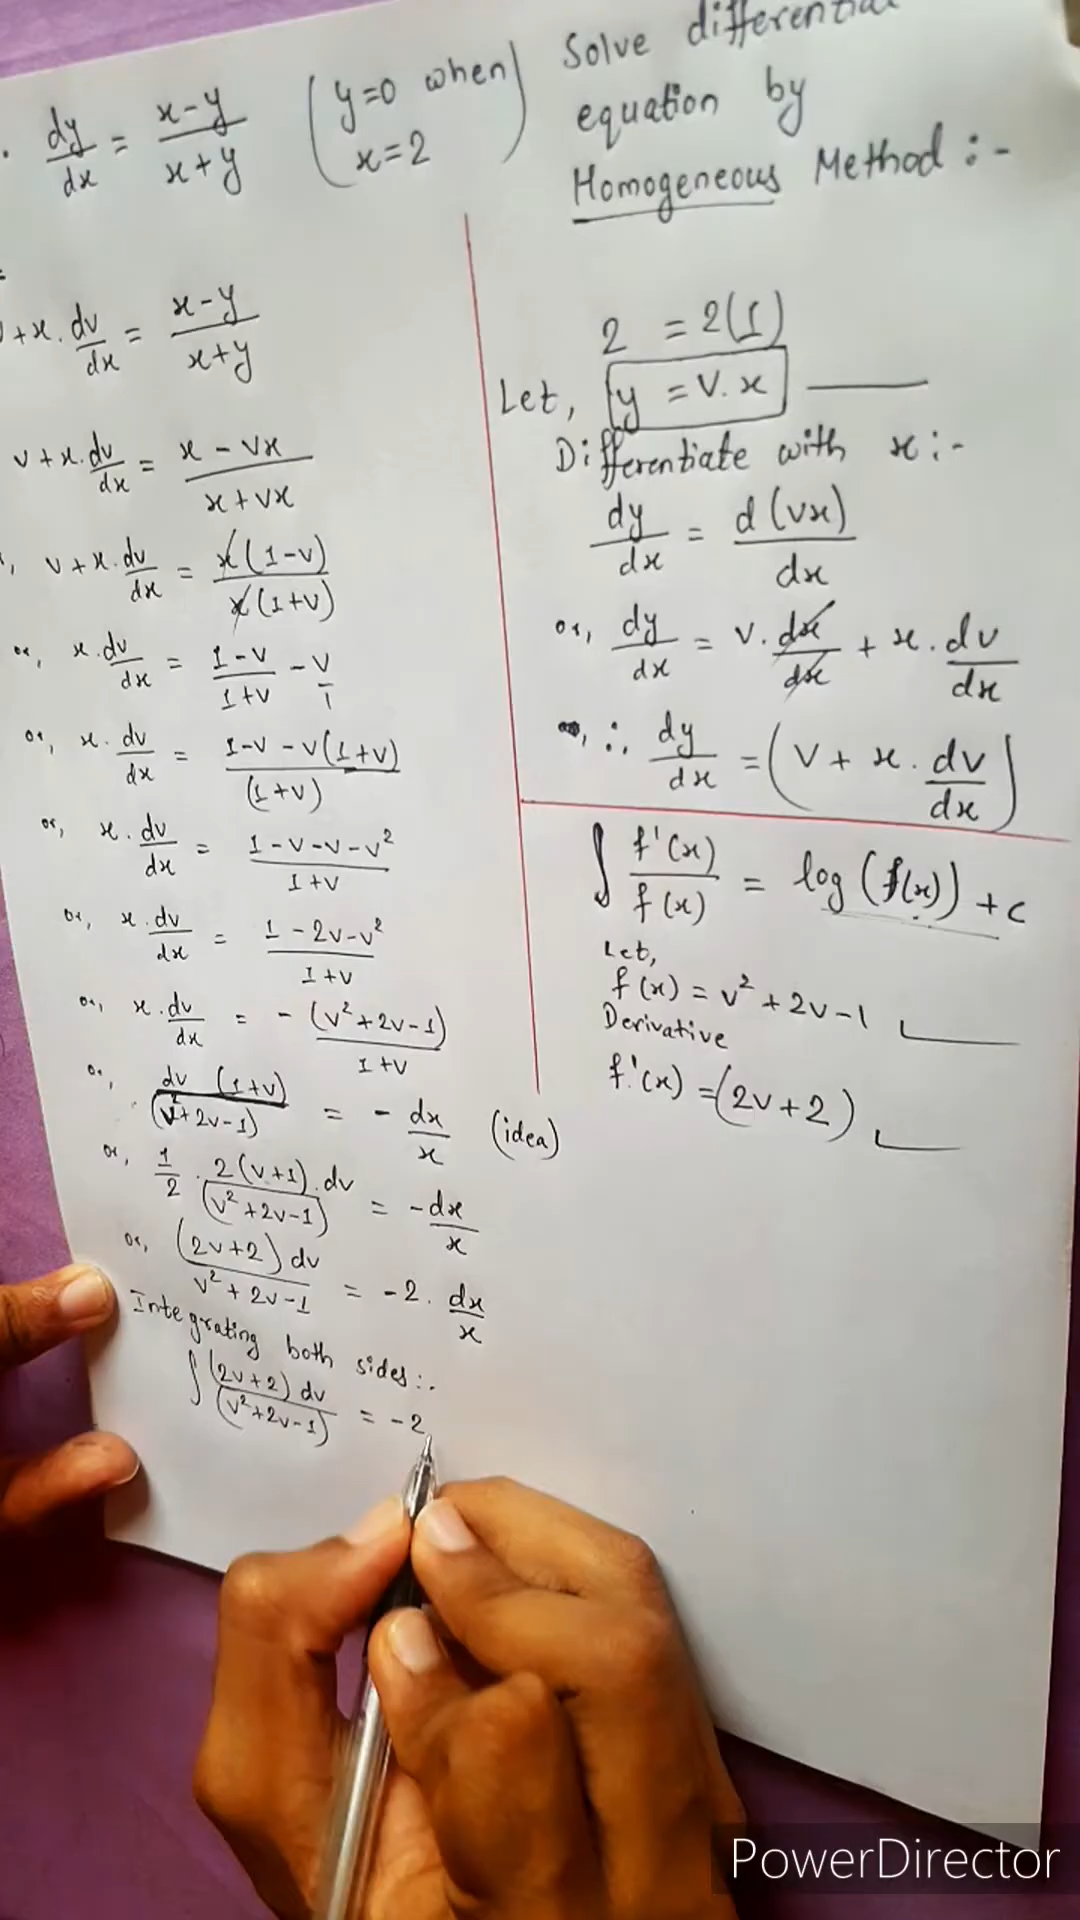 dy/dx = x-y/x+y (y=0 when x=2)
Solve differential
equation by
Homogeneous Method :-
+x.dv/dx = x-y/x+y
v+x.dv/dx = x-vx/x+vx
v+x.dv/dx = x(1-v)/x(1+v)
or, x.dv/dx = 1-v/1+v - v/1
or, x.dv/dx = 1-v-v(1+v)/(1+v)
or, x.dv/dx = 1-v-v-v²/1+v
or, x.dv/dx = 1-2v-v²/1+v
or, x.dv/dx = -(v²+2v-1)/1+v
or, dv (1+v)/(v²+2v-1) = -dx/x (idea)
or, 1/2 . 2(v+1).dv/(v²+2v-1) = -dx/x
or, (2v+2) dv/v²+2v-1 = -2. dx/x
Integrating both sides:.
∫(2v+2) dv/(v²+2v-1) = -2
2 = 2(1)
Let, y = v.x
Differentiate with x:-
dy/dx = d(vx)/dx
or, dy/dx = v.dx/dx + x.dv/dx
∴ dy/dx = (v + x.dv/dx)
∫ f'(x)/f(x) = log (f(x)) + c
Let,
f(x) = v²+2v-1
Derivative
f'(x) = (2v+2)
PowerDirector